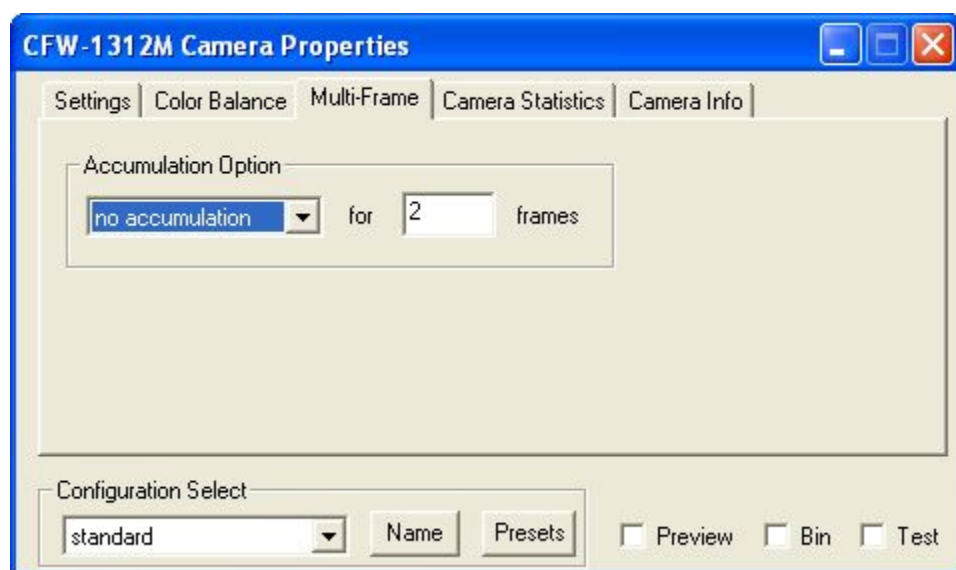 CFW-1312M Camera Properties
Settings Color Balance Multi-Frame Camera Statistics Camera Info
Accumulation Option
no accumulation for 2 frames
Configuration Select
standard Name Presets Preview Bin Test